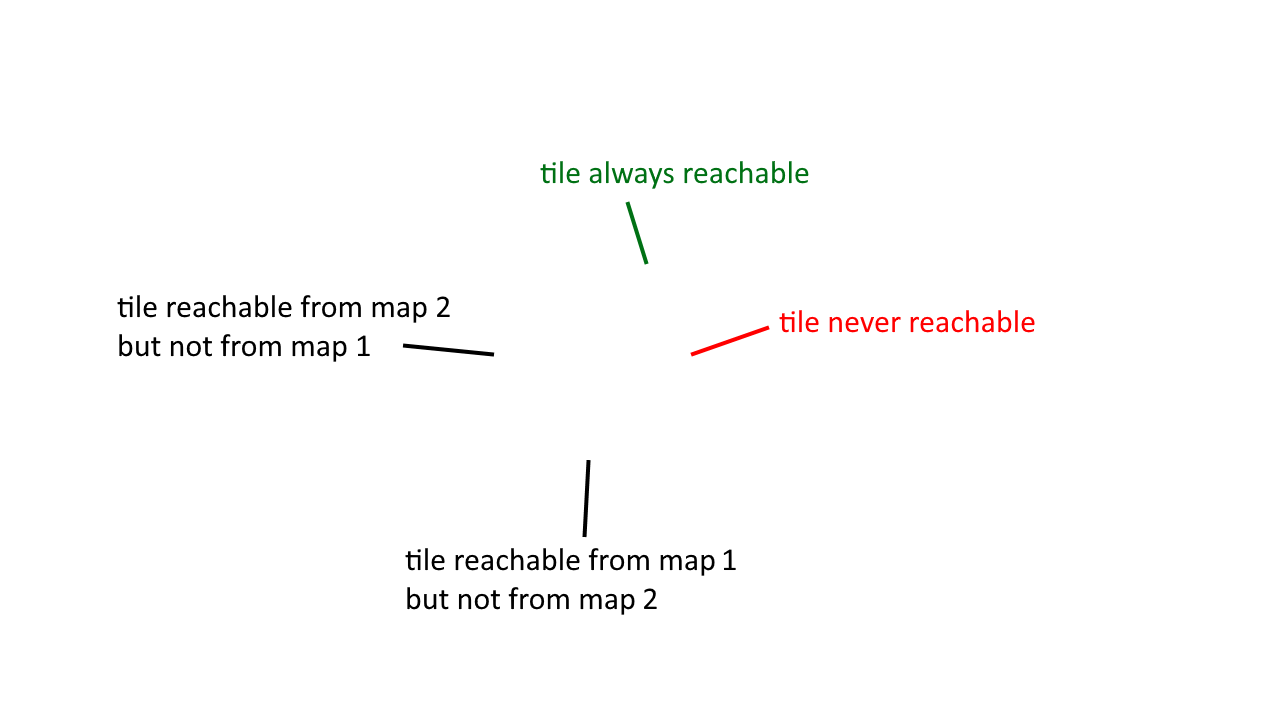 tile always reachable
tile reachable from map 2
but not from map 1
tile never reachable
tile reachable from map 1
but not from map 2